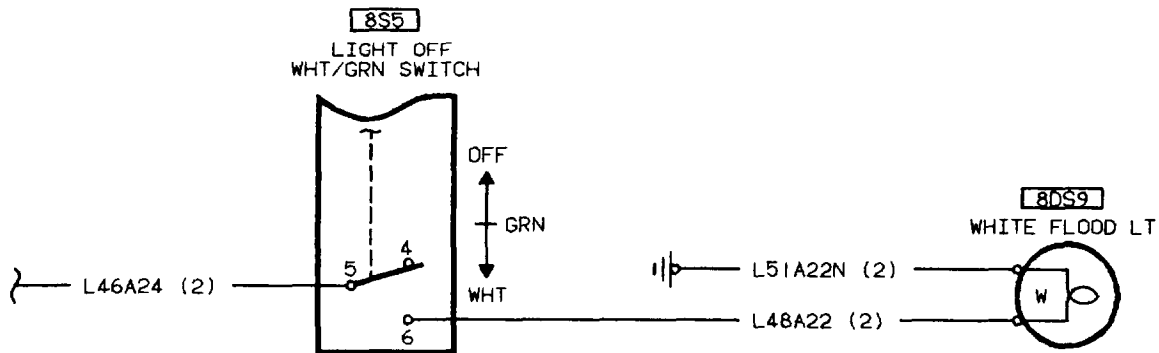 8S5
LIGHT OFF
WHT/GRN SWITCH
OFF
GRN
WHT
4
5
6
L46A24 (2)
8DS9
WHITE FLOOD LT
L51A22N (2)
W
L48A22 (2)